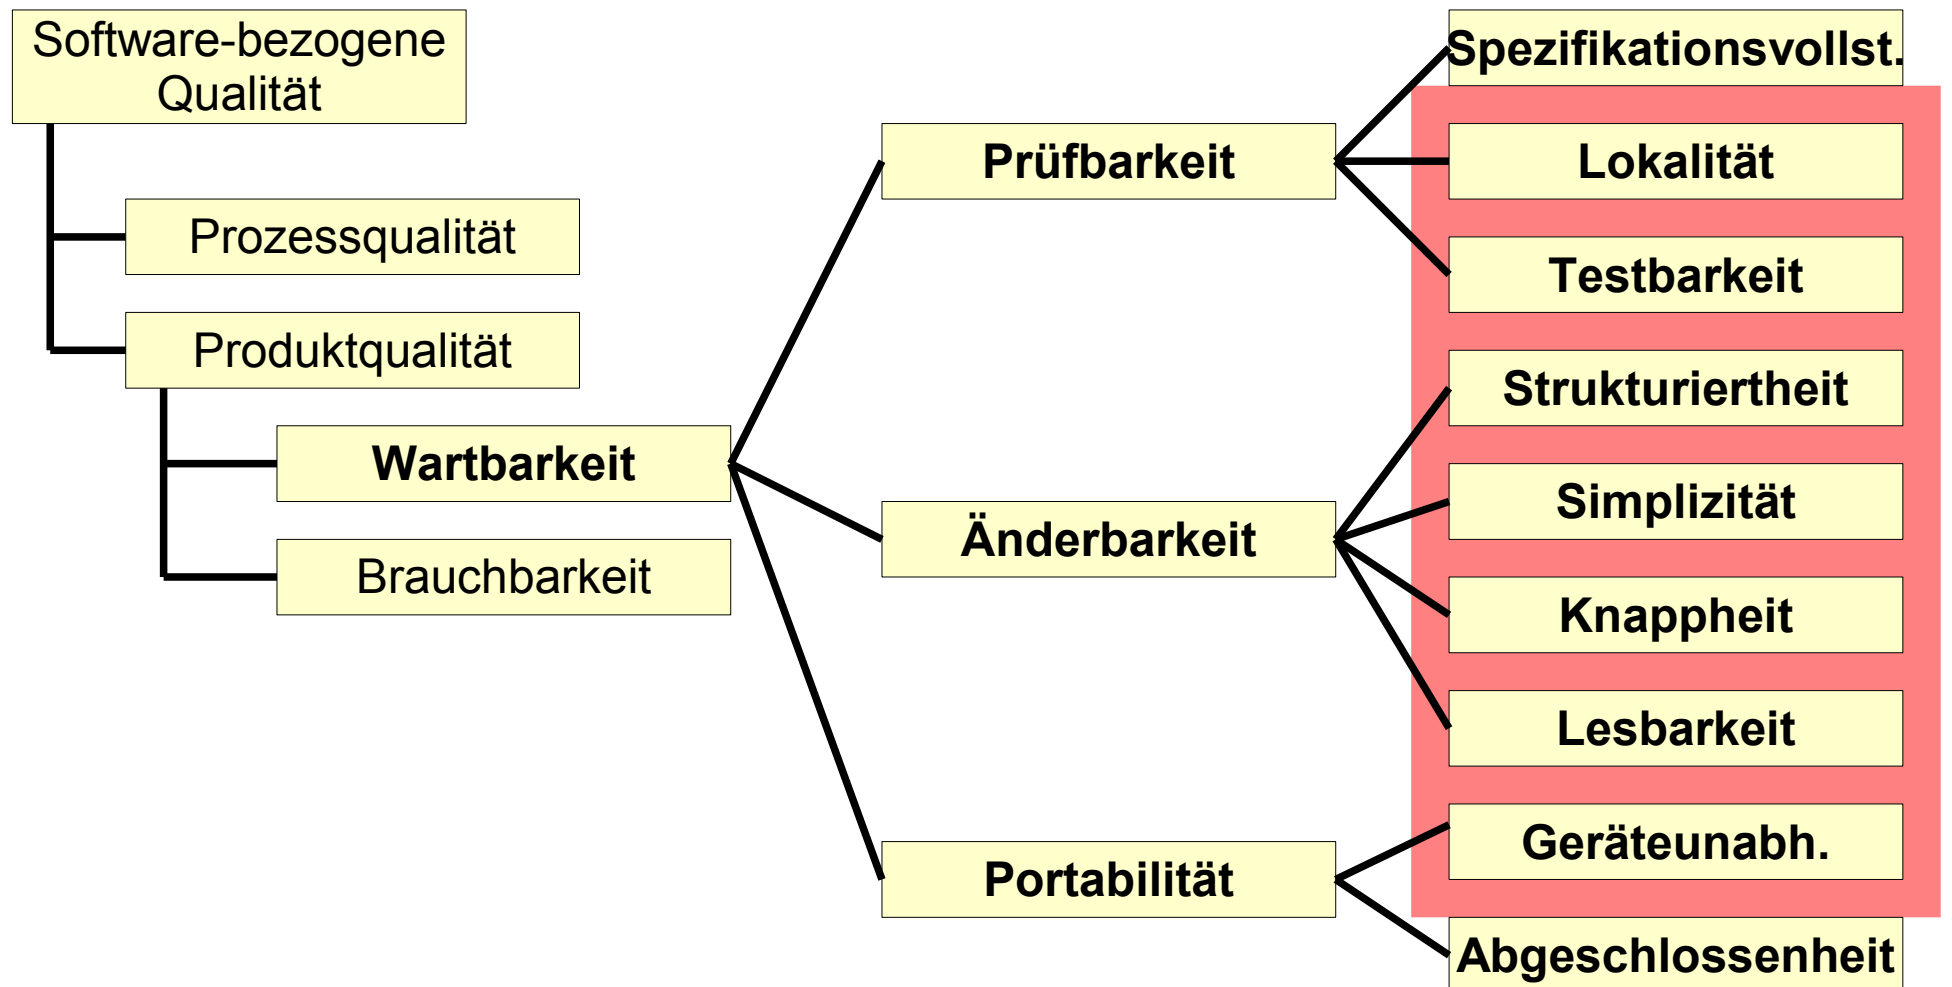 Software-bezogene
Qualität
Prozessqualität
Produktqualität
Wartbarkeit
Brauchbarkeit
Prüfbarkeit
Änderbarkeit
Portabilität
Spezifikationsvollst.
Lokalität
Testbarkeit
Strukturiertheit
Simplizität
Knappheit
Lesbarkeit
Geräteunabh.
Abgeschlossenheit